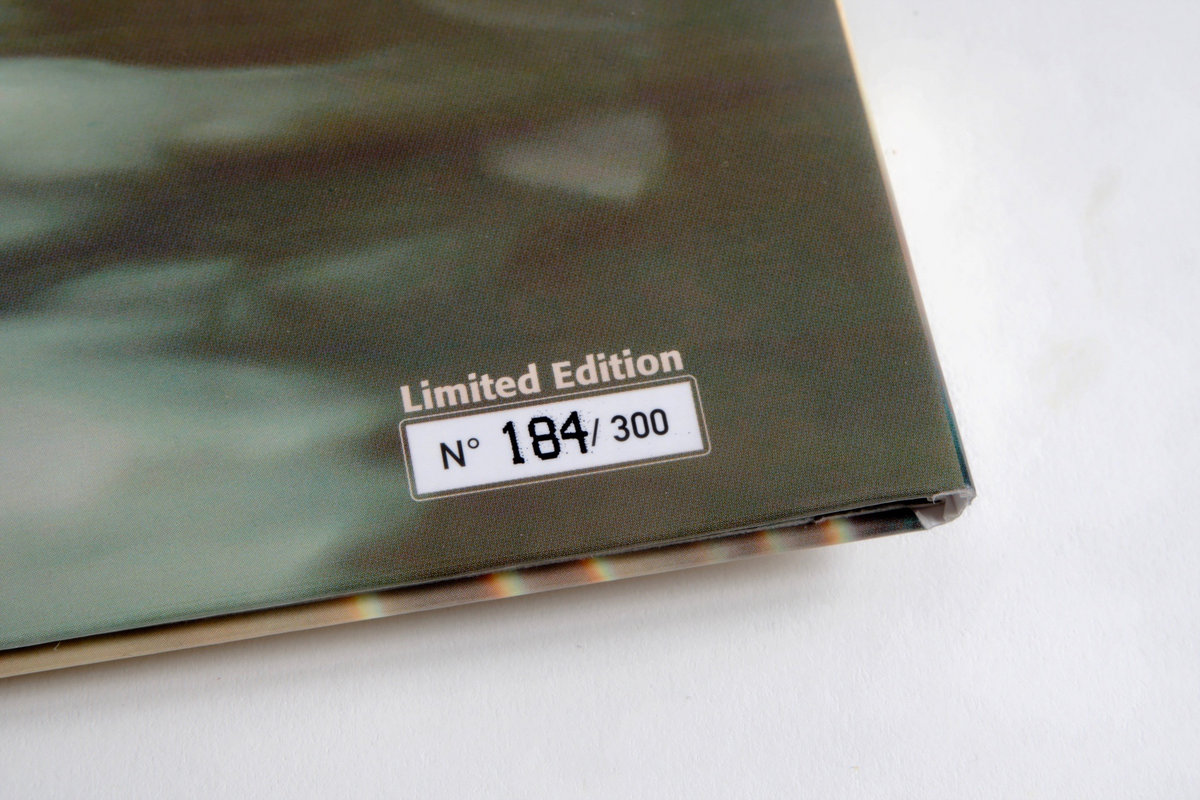 Limited Edition
N° 184/ 300